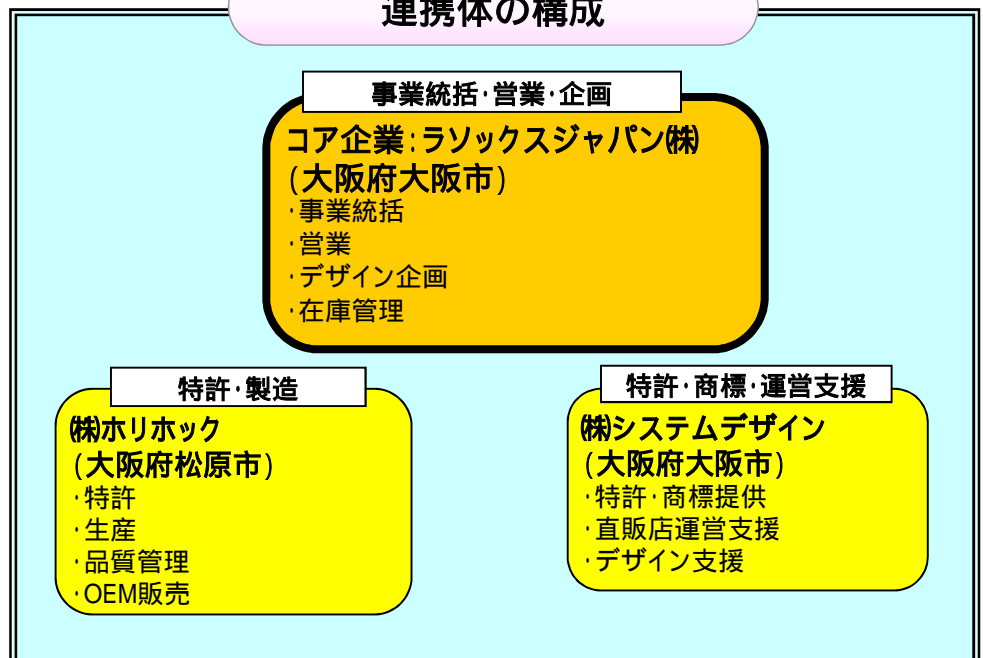 連携体の構成
事業統括・営業・企画
コア企業:ラソックスジャパン㈱
(大阪府大阪市)
・事業統括
・営業
・デザイン企画
・在庫管理
特許・製造
㈱ホリホック
(大阪府松原市)
・特許
・生産
・品質管理
・OEM販売
特許・商標・運営支援
㈱システムデザイン
(大阪府大阪市)
・特許・商標提供
・直販店運営支援
・デザイン支援